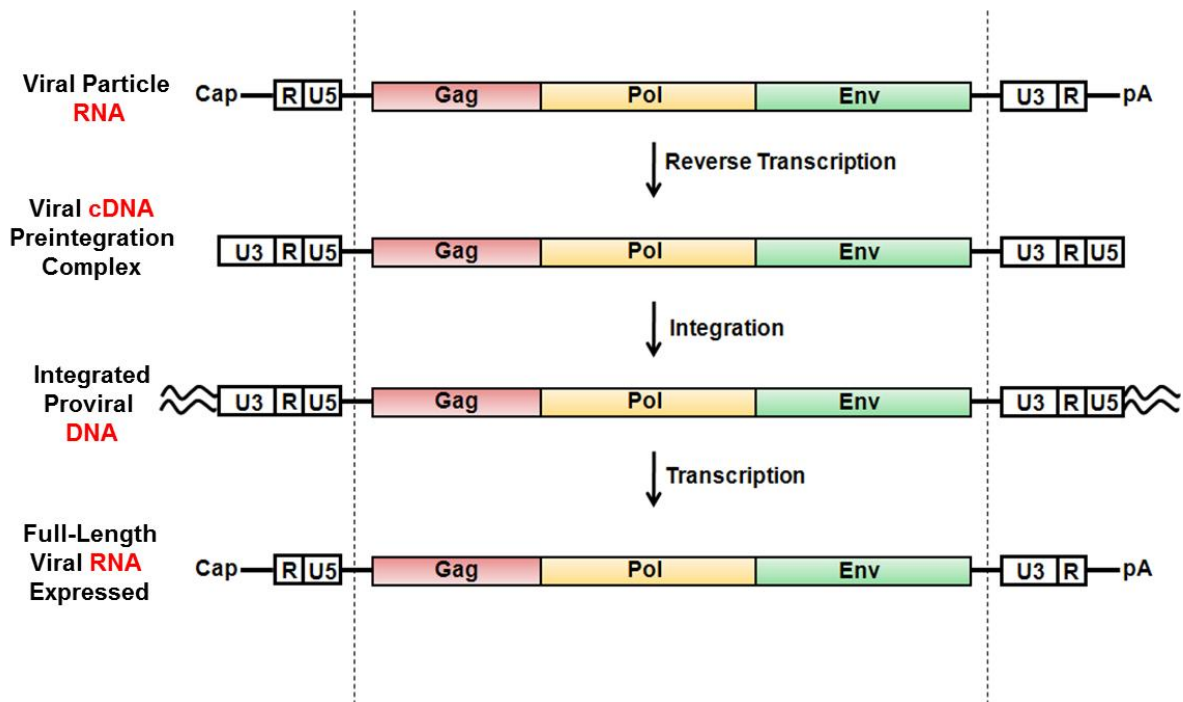 Viral Particle
RNA
Cap R U5 Gag Pol Env U3 R pA
Reverse Transcription
Viral cDNA
Preintegration
Complex
U3 R U5 Gag Pol Env U3 R U5
Integration
Integrated
Proviral
DNA
U3 R U5 Gag Pol Env U3 R U5
Transcription
Full-Length
Viral RNA
Expressed
Cap R U5 Gag Pol Env U3 R pA